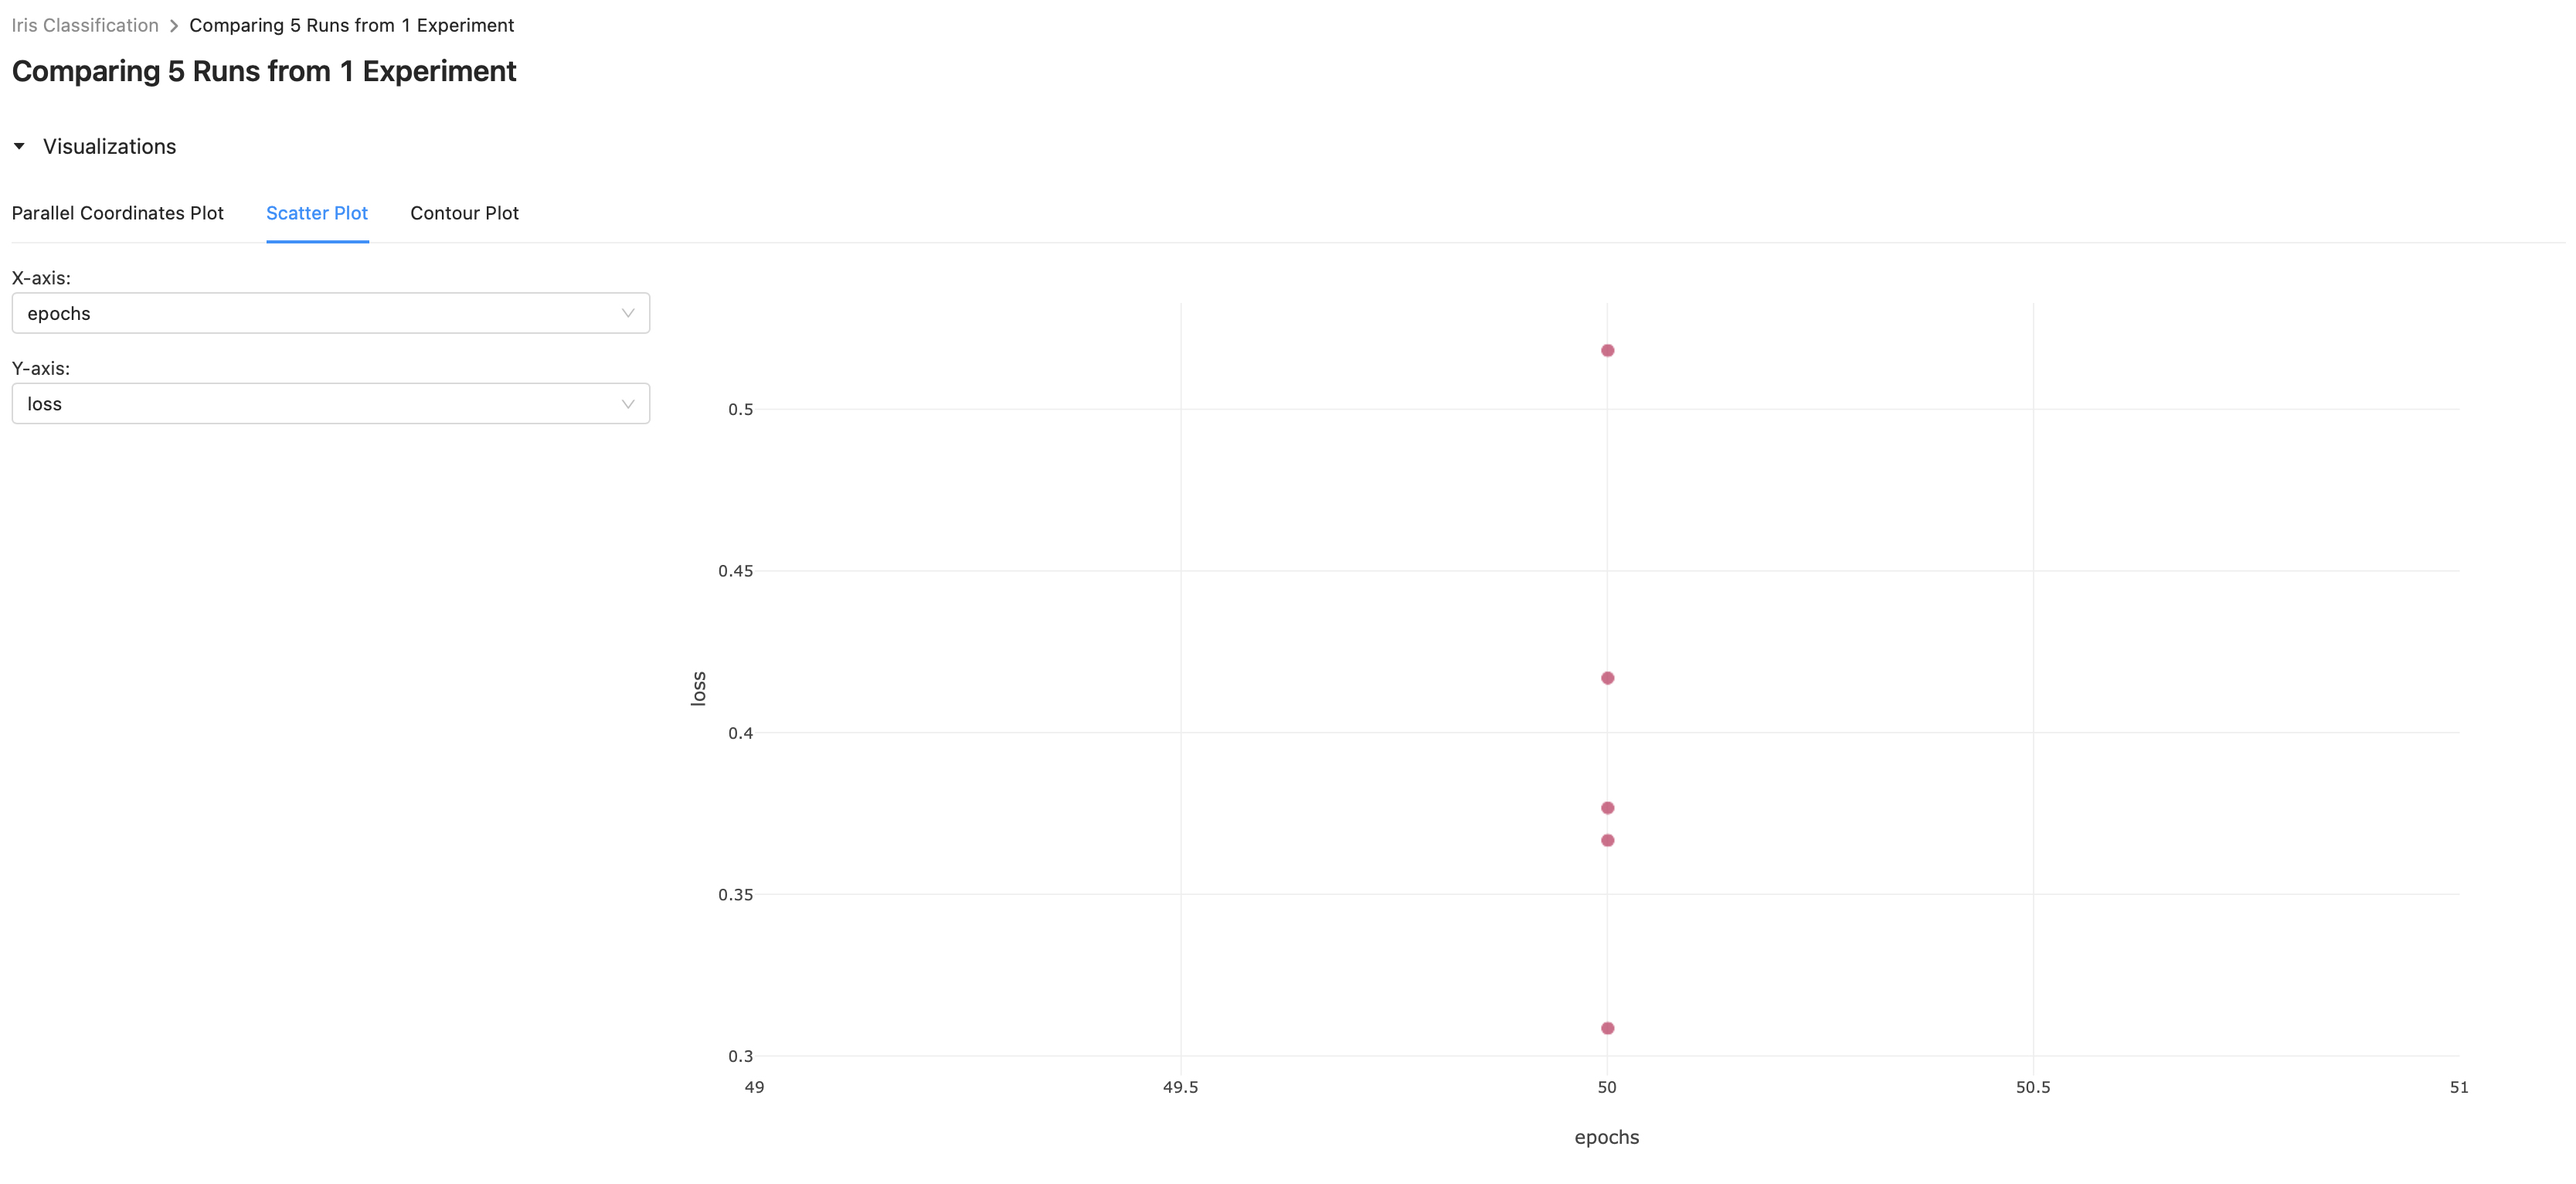 Iris Classification > Comparing 5 Runs from 1 Experiment
Comparing 5 Runs from 1 Experiment
Visualizations
Parallel Coordinates Plot Scatter Plot Contour Plot
X-axis:
epochs
Y-axis:
loss
0.5
0.45
loss
0.4
0.35
0.3
49 49.5 50 50.5 51
epochs